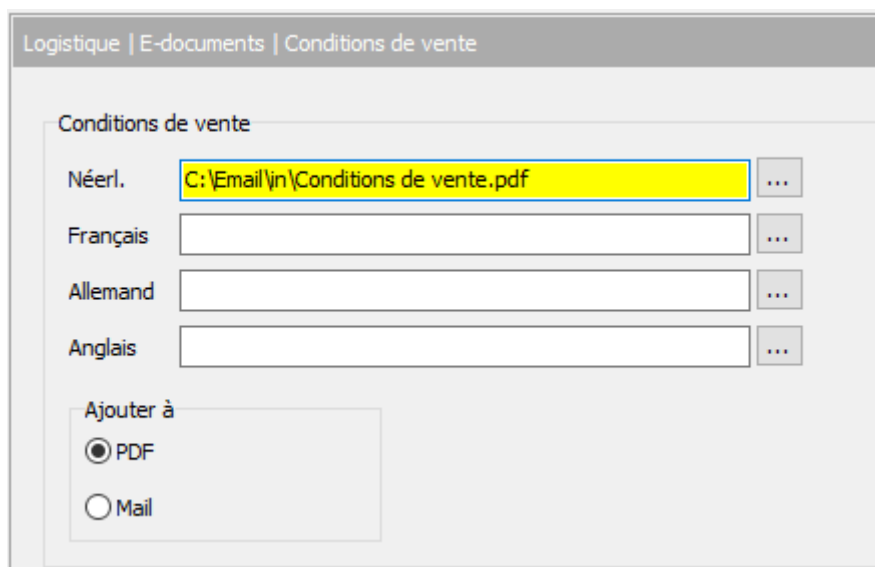 Logistique | E-documents | Conditions de vente
Conditions de vente
Néerl. C:\Email\in\Conditions de vente.pdf ...
Français ...
Allemand ...
Anglais ...
Ajouter à
PDF
Mail